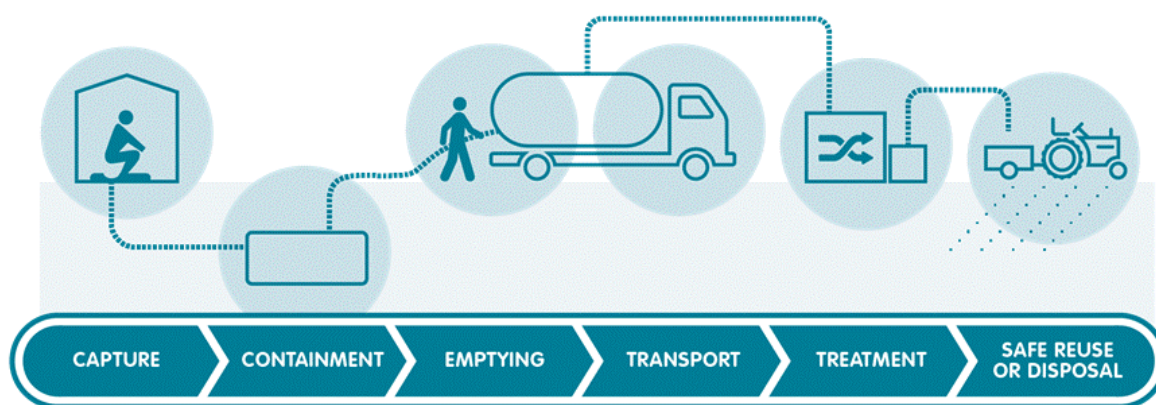 CAPTURE
CONTAINMENT
EMPTYING
TRANSPORT
TREATMENT
SAFE REUSE
OR DISPOSAL